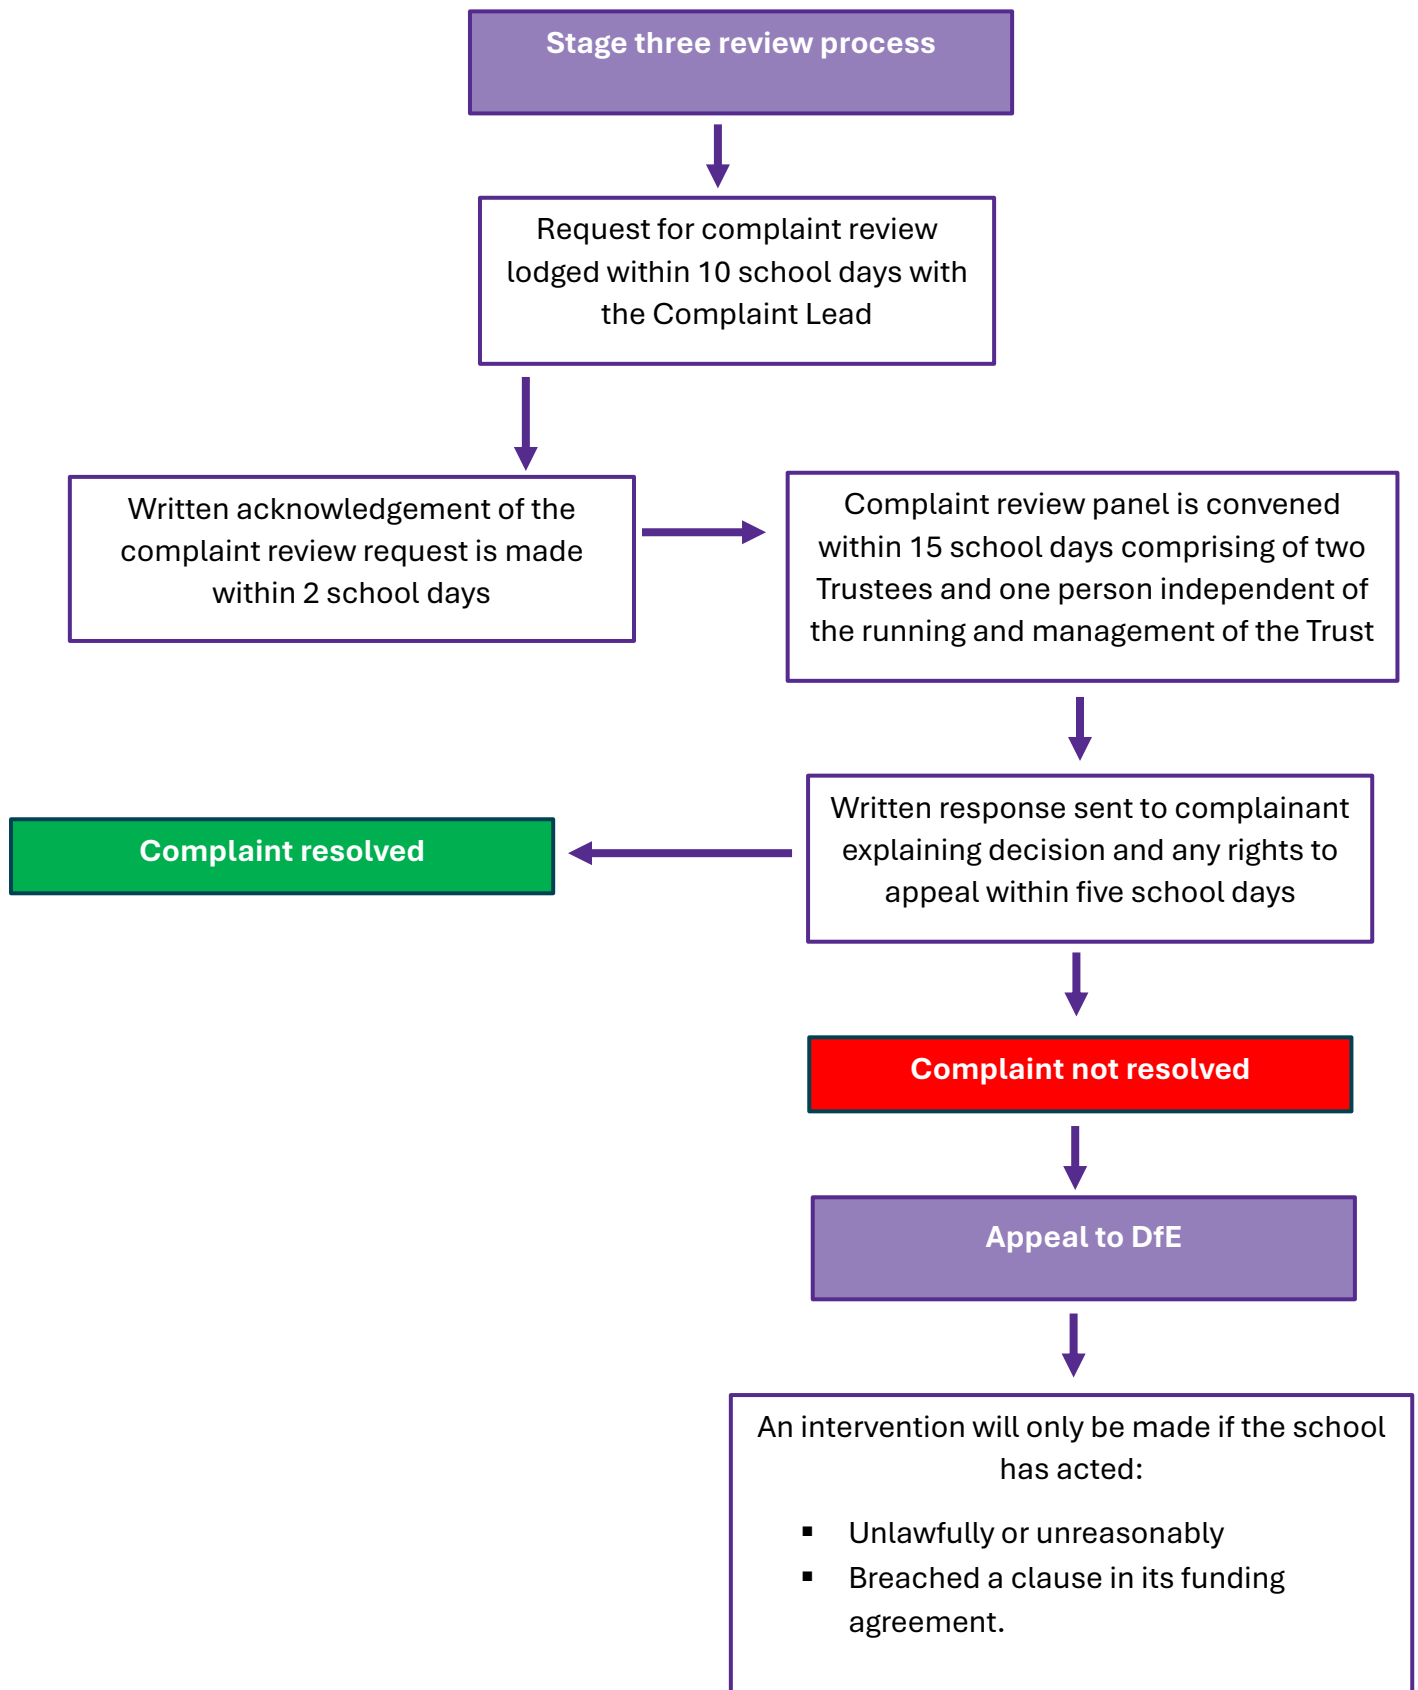 Stage three review process
Request for complaint review
lodged within 10 school days with
the Complaint Lead
Written acknowledgement of the
complaint review request is made
within 2 school days
Complaint review panel is convened
within 15 school days comprising of two
Trustees and one person independent of
the running and management of the Trust
Written response sent to complainant
explaining decision and any rights to
appeal within five school days
Complaint resolved
Complaint not resolved
Appeal to DfE
An intervention will only be made if the school
has acted:
▪ Unlawfully or unreasonably
▪ Breached a clause in its funding
agreement.